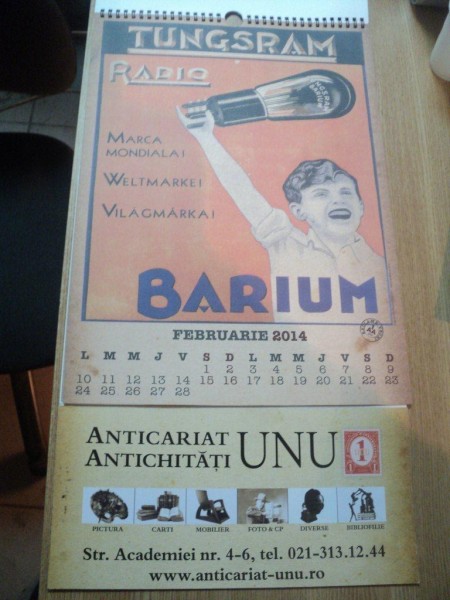 TUNGSRAM
RADIO
MARCA
MONDIALA!
WELTMARKE!
VILÁGMÁRKA!
TUNGSRAM
BARIUM
BARIUM
FEBRUARIE 2014
L M M J V S D L M M J V S D
1 2 3 4 5 6 7 8 9
10 11 12 13 14 15 16 17 18 19 20 21 22 23
24 25 26 27 28
ANTICARIAT
ANTICHITĂȚI
UNU
1
PICTURA CARTI MOBILIER FOTO & CP DIVERSE BIBLIOFILIE
Str. Academiei nr. 4-6, tel. 021-313.12.44
www.anticariat-unu.ro